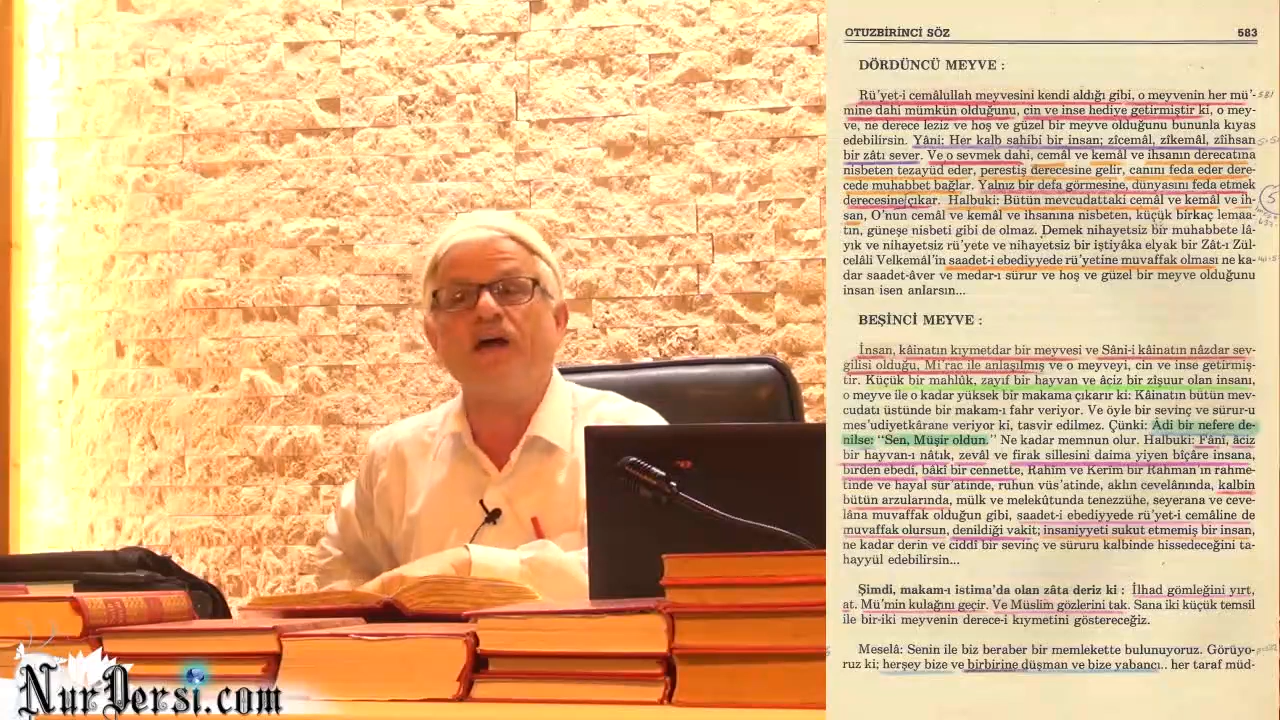 OTUZBİRİNCİ SÖZ 583
DÖRDÜNCÜ MEYVE :
Rü'yet-i cemâlullah meyvesini kendi aldığı gibi, o meyvenin her mü'-
mine dahi mümkün olduğunu, cin ve inse hediye getirmiştir ki, o mey-
ve, ne derece leziz ve hoş ve güzel bir meyve olduğunu bununla kıyas
edebilirsin. Yâni: Her kalb sahibi bir insan; zîcemâl, zîkemâl, zîihsan
bir zâtı sever. Ve o sevmek dahi, cemâl ve kemâl ve ihsanın derecatına
nisbeten tezayüd eder, perestiş derecesine gelir, canını feda eder dere-
cede muhabbet bağlar. Yalnız bir defa görmesine, dünyasını feda etmek
derecesine çıkar. Halbuki: Bütün mevcudattaki cemâl ve kemâl ve ih-
san, O'nun cemâl ve kemâl ve ihsanına nisbeten, küçük birkaç lemaa-
tın, güneşe nisbeti gibi de olmaz. Demek nihayetsiz bir muhabbete lâ-
yık ve nihayetsiz rü'yete ve nihayetsiz bir iştiyâka elyak bir Zât-ı Zül-
celâli Velkemâl'in saadet-i ebediyyede rü'yetine muvaffak olması ne ka-
dar saadet-âver ve medar-ı sürur ve hoş ve güzel bir meyve olduğunu
insan isen anlarsın...
BEŞİNCİ MEYVE :
İnsan, kâinatın kıymetdar bir meyvesi ve Sâni-i kâinatın nâzdar sev-
gilisi olduğu, Mi'rac ile anlaşılmış ve o meyveyi, cin ve inse getirmiş-
tir. Küçük bir mahlûk, zayıf bir hayvan ve âciz bir zîşuur olan insanı,
o meyve ile o kadar yüksek bir makama çıkarır ki: Kâinatın bütün mev-
cudatı üstünde bir makam-ı fahr veriyor. Ve öyle bir sevinç ve sürur-u
mes'udiyetkârane veriyor ki, tasvir edilmez. Çünki: Âdi bir nefere de-
nilse: "Sen, Müşir oldun." Ne kadar memnun olur. Halbuki: Fânî, âciz
bir hayvan-ı nâtık, zevâl ve firak sillesini daima yiyen bîçâre insana,
birden ebedî, bâkî bir cennette, Rahîm ve Kerîm bir Rahman'ın rahme-
tinde ve hayal sür'atinde, ruhun vüs'atinde, aklın cevelânında, kalbin
bütün arzularında, mülk ve melekûtunda tenezzühe, seyerana ve ceve-
lâna muvaffak olduğun gibi, saadet-i ebediyyede rü'yet-i cemâline de
muvaffak olursun, denildiği vakit; insaniyyeti sukut etmemiş bir insan,
ne kadar derin ve ciddî bir sevinç ve süruru kalbinde hissedeceğini ta-
hayyül edebilirsin...
Şimdi, makam-ı istima'da olan zâta deriz ki : İlhad gömleğini yırt,
at. Mü'min kulağını geçir. Ve Müslim gözlerini tak. Sana iki küçük temsil
ile bir-iki meyvenin derece-i kıymetini göstereceğiz.
Meselâ: Senin ile biz beraber bir memlekette bulunuyoruz. Görüyo-
ruz ki; herşey bize ve birbirine düşman ve bize yabancı.. her taraf müd-
NurDersi.com